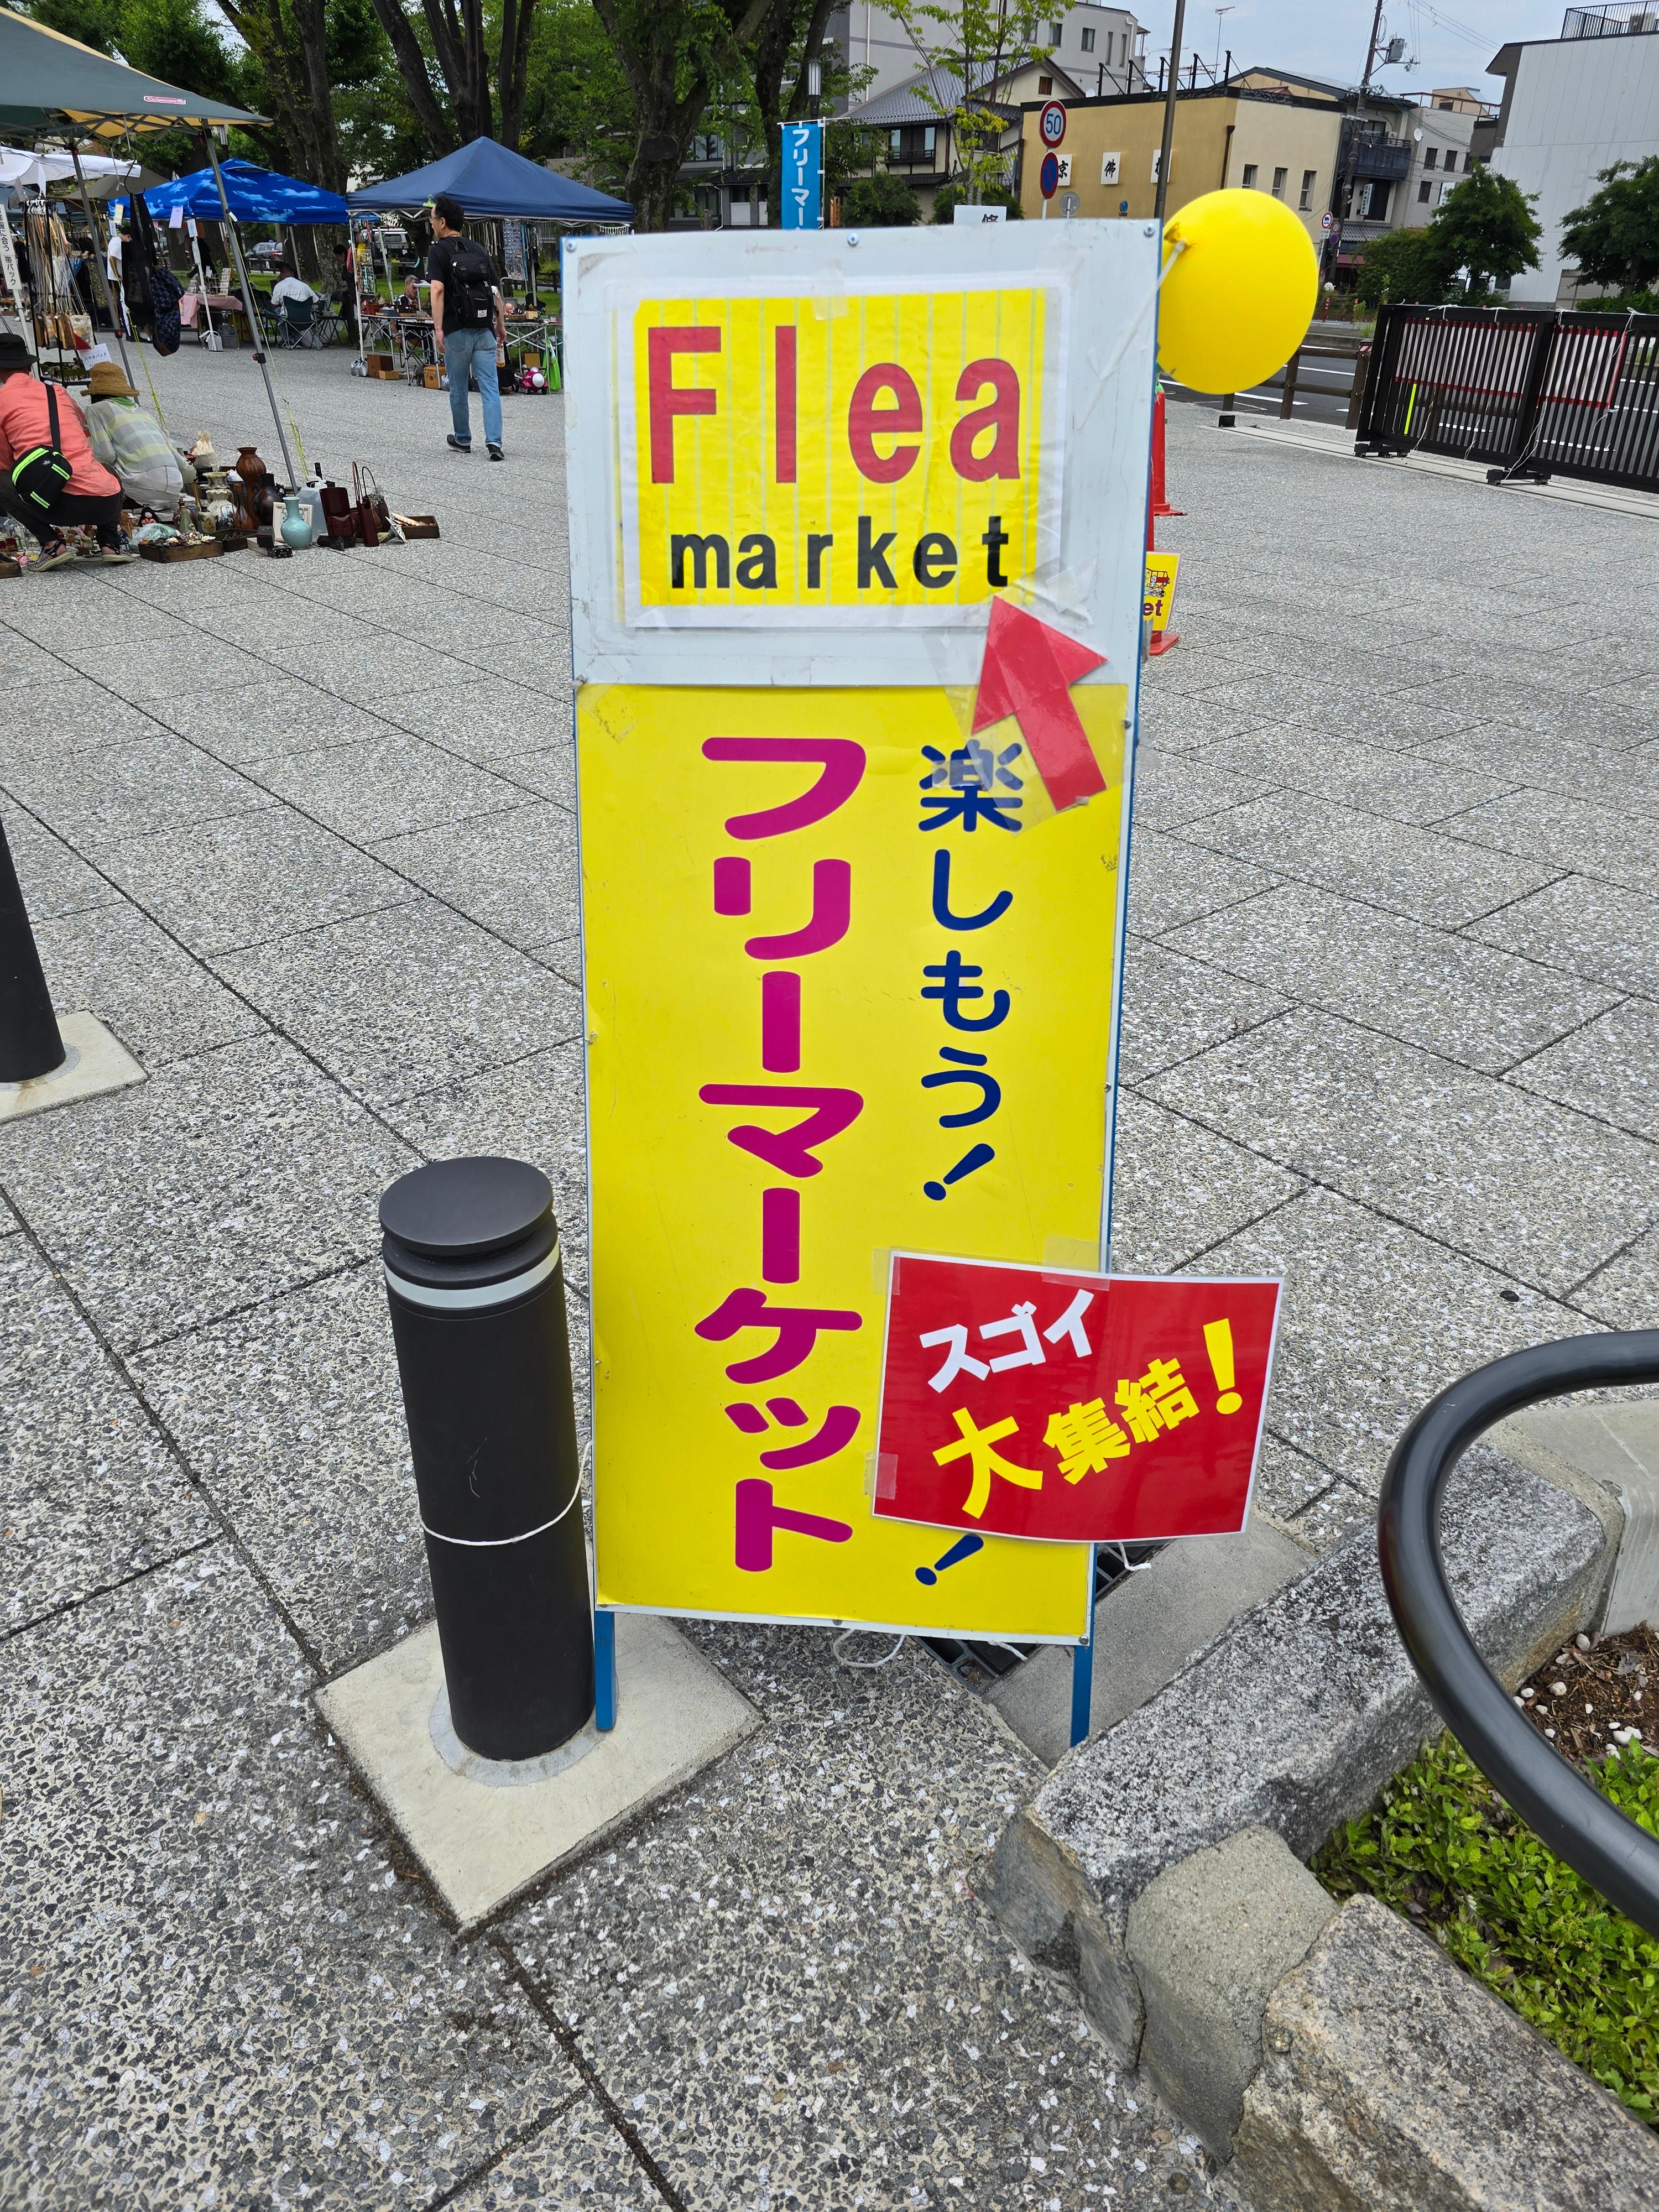 Flea
market
楽しもう!
フリーマーケット
スゴイ
大集結!
!
フリーマー
50
et